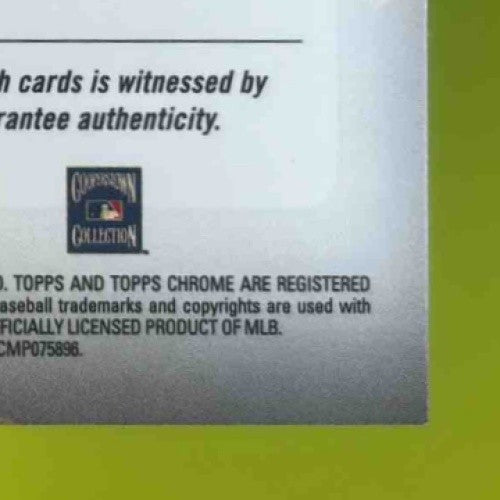 h cards is witnessed by
rantee authenticity.
COOPERSTOWN
COLLECTION™
. TOPPS AND TOPPS CHROME ARE REGISTERED
aseball trademarks and copyrights are used with
FICIALLY LICENSED PRODUCT OF MLB.
CMP075896.